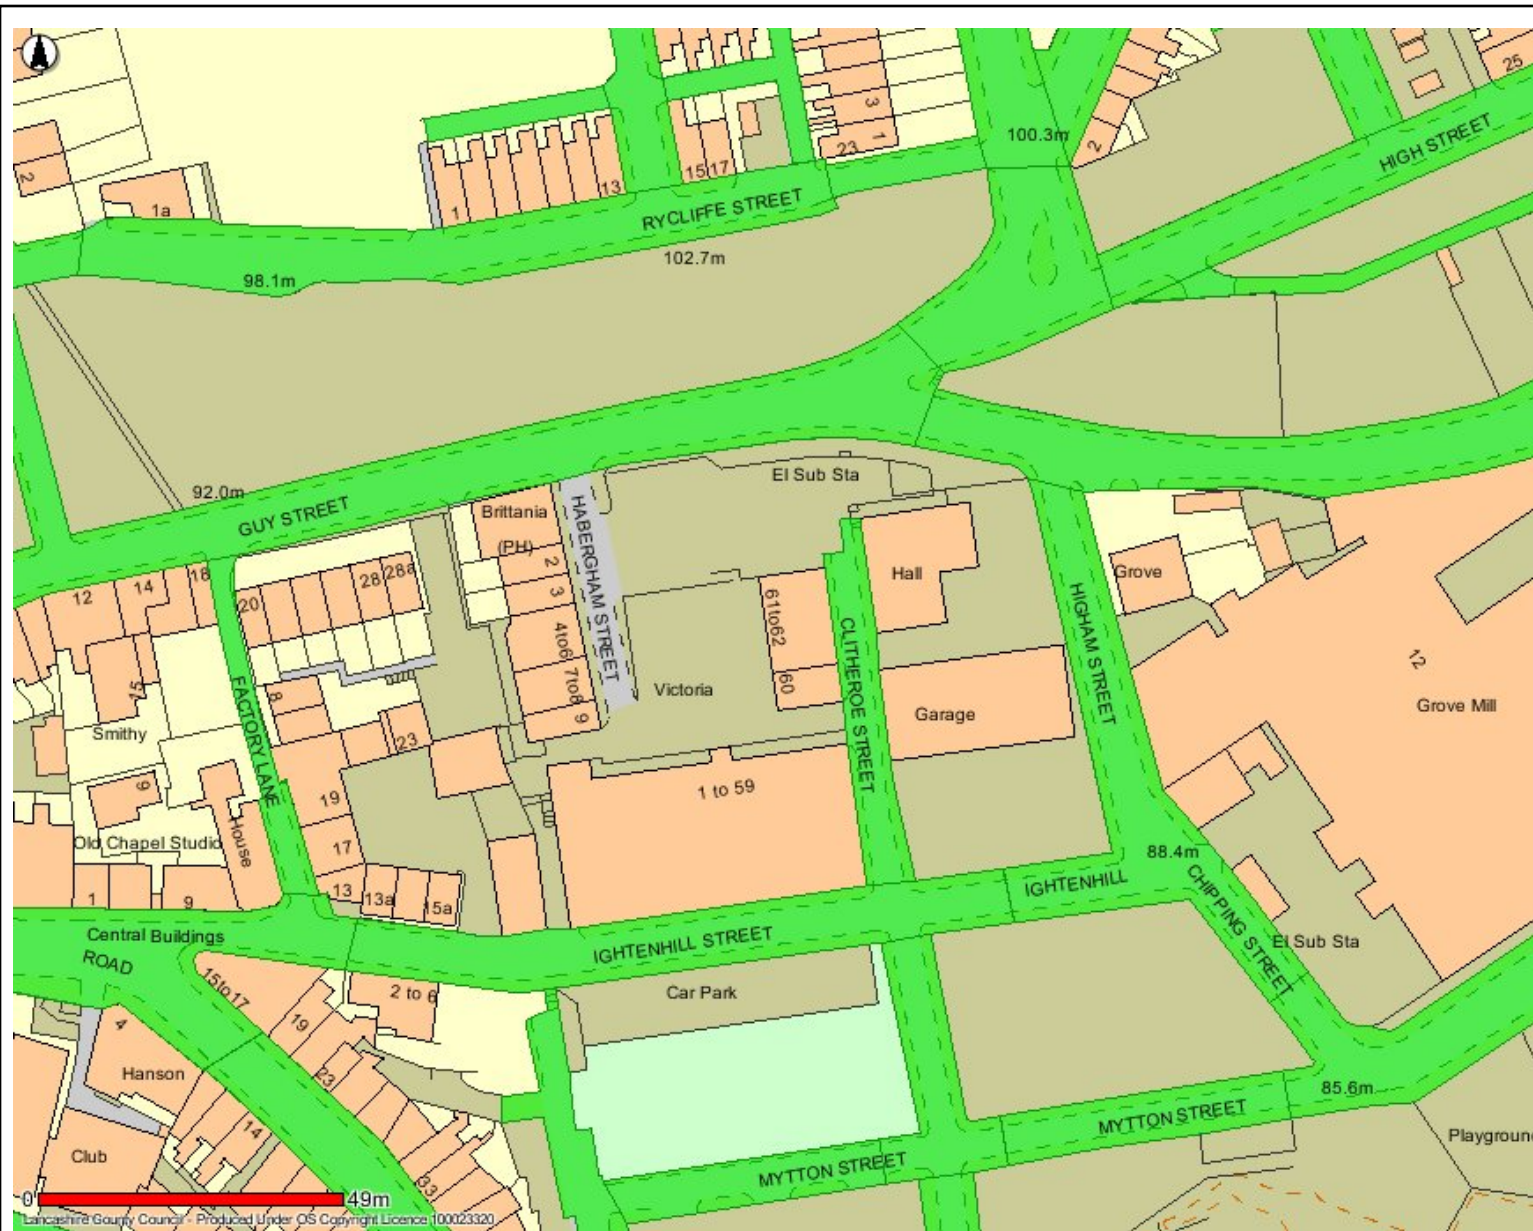 100.3m
HIGH STREET
25
2
3
1
23
2
1a
1
13
15
17
RYCLIFFE STREET
98.1m
102.7m
92.0m
GUY STREET
El Sub Sta
Brittania
(PH)
HABERGHAM STREET
2
3
4to6
7to8
9
12
14
18
20
28
28a
61to62
60
Hall
Grove
12
Grove Mill
CLITHEROE STREET
HIGHAM STREET
Victoria
Garage
FACTORY LANE
8
15
Smithy
23
9
19
1 to 59
Old Chapel Studio
House
17
88.4m
1
9
13
13a
15a
IGHTENHILL
CHIPPING STREET
Central Buildings
ROAD
IGHTENHILL STREET
El Sub Sta
15to17
2 to 6
Car Park
4
19
Hanson
23
85.6m
MYTTON STREET
14
Playground
Club
MYTTON STREET
33
0
49m
Lancashire County Council - Produced Under OS Copyright Licence 100023320